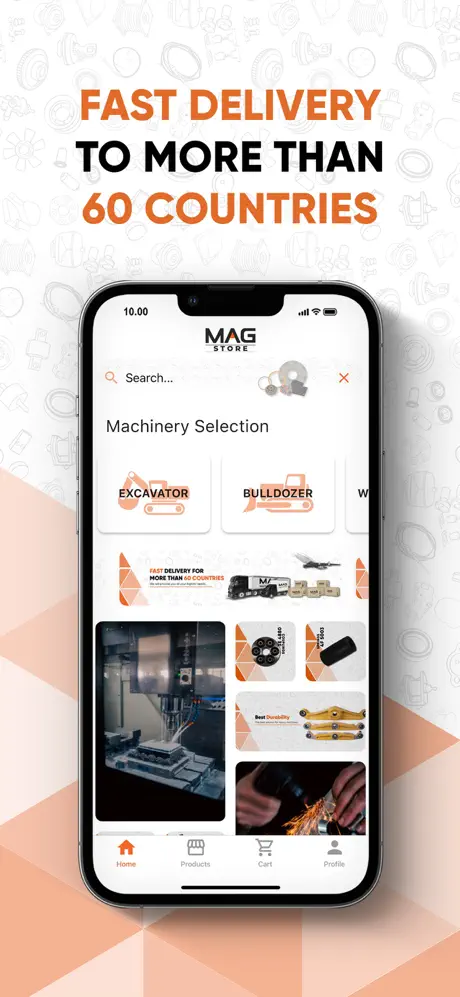 FAST DELIVERY
TO MORE THAN
60 COUNTRIES
10.00
MAG
STORE
Search...
Machinery Selection
EXCAVATOR
BULLDOZER
W
FAST DELIVERY FOR
MORE THAN 60 COUNTRIES
Best Durability
Home
Products
Cart
Profile